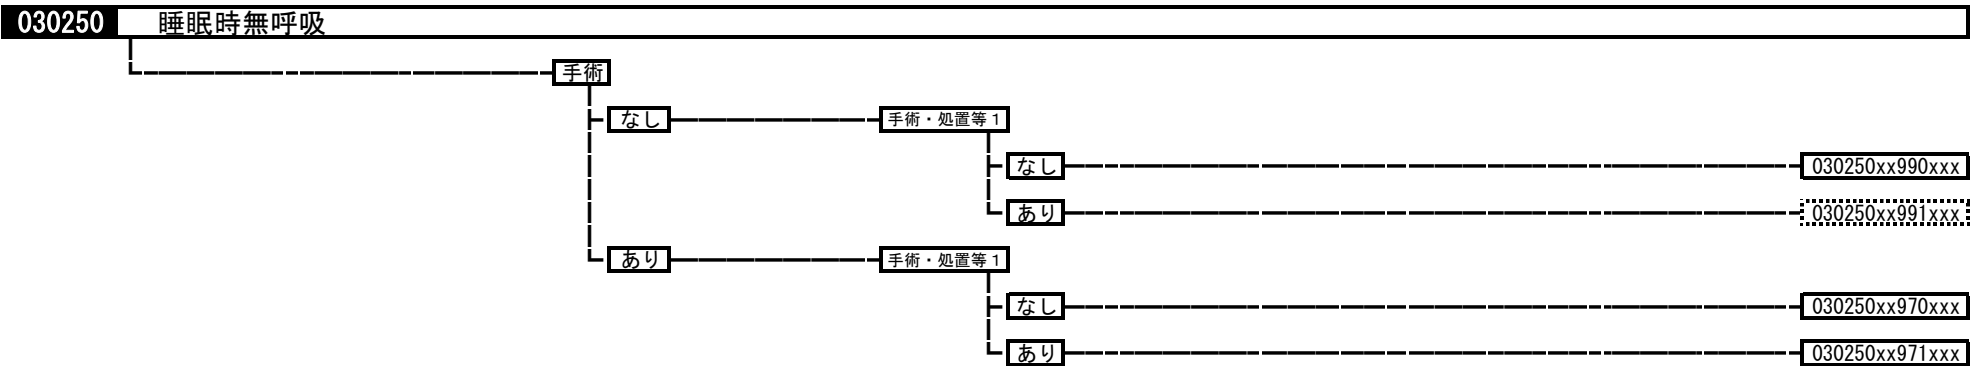 030250 睡眠時無呼吸
手術
なし 手術・処置等１
なし 030250xx990xxx
あり 030250xx991xxx
あり 手術・処置等１
なし 030250xx970xxx
あり 030250xx971xxx